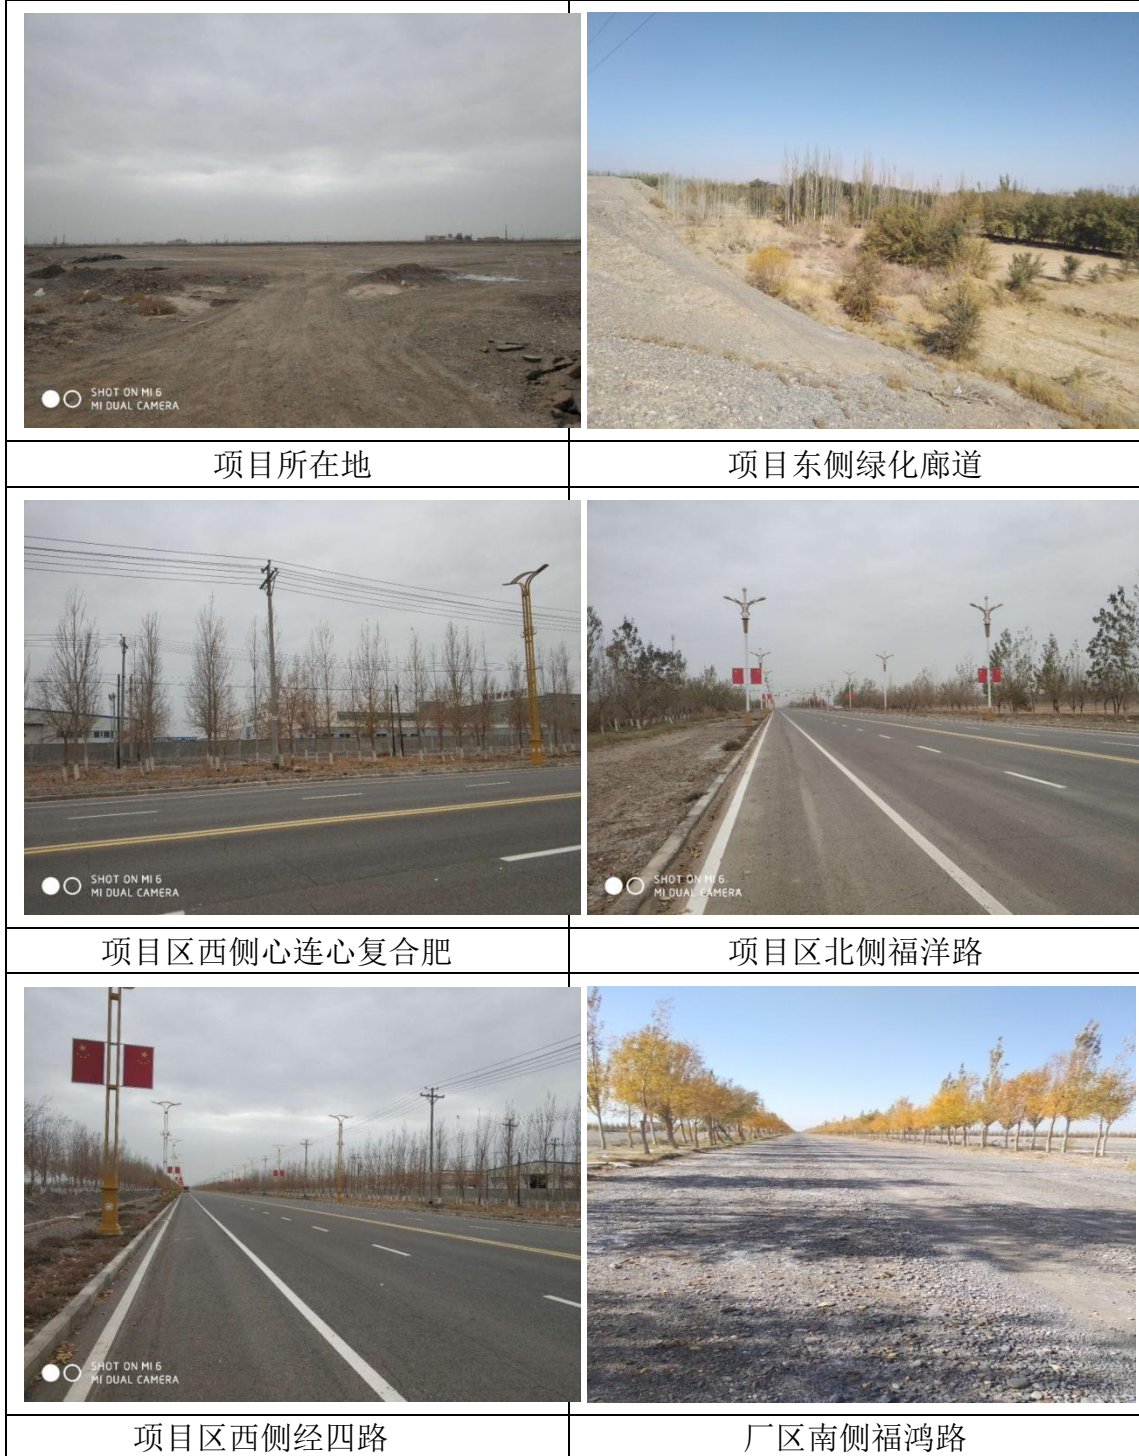 SHOT ON MI 6
MI DUAL CAMERA
项目所在地
项目东侧绿化廊道
SHOT ON MI 6
MI DUAL CAMERA
SHOT ON MI 6
MI DUAL CAMERA
项目区西侧心连心复合肥
项目区北侧福洋路
SHOT ON MI 6
MI DUAL CAMERA
项目区西侧经四路
厂区南侧福鸿路